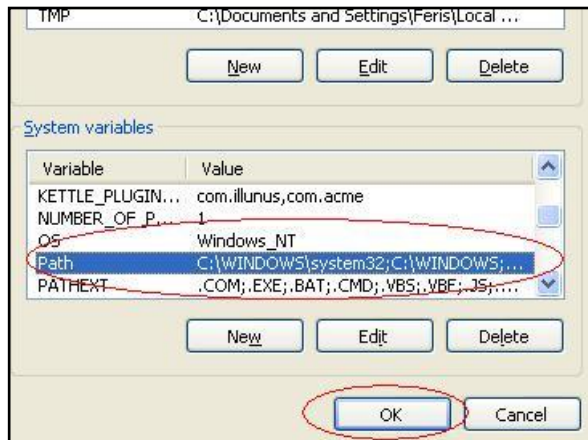 TMP C:\Documents and Settings\Feris\Local ...
New Edit Delete
System variables
Variable Value
KETTLE_PLUGIN... com.illunus,com.acme
NUMBER_OF_P... 1
OS Windows_NT
Path C:\WINDOWS\system32;C:\WINDOWS;...
PATHEXT .COM;.EXE;.BAT;.CMD;.VBS;.VBE;.JS;....
New Edit Delete
OK Cancel